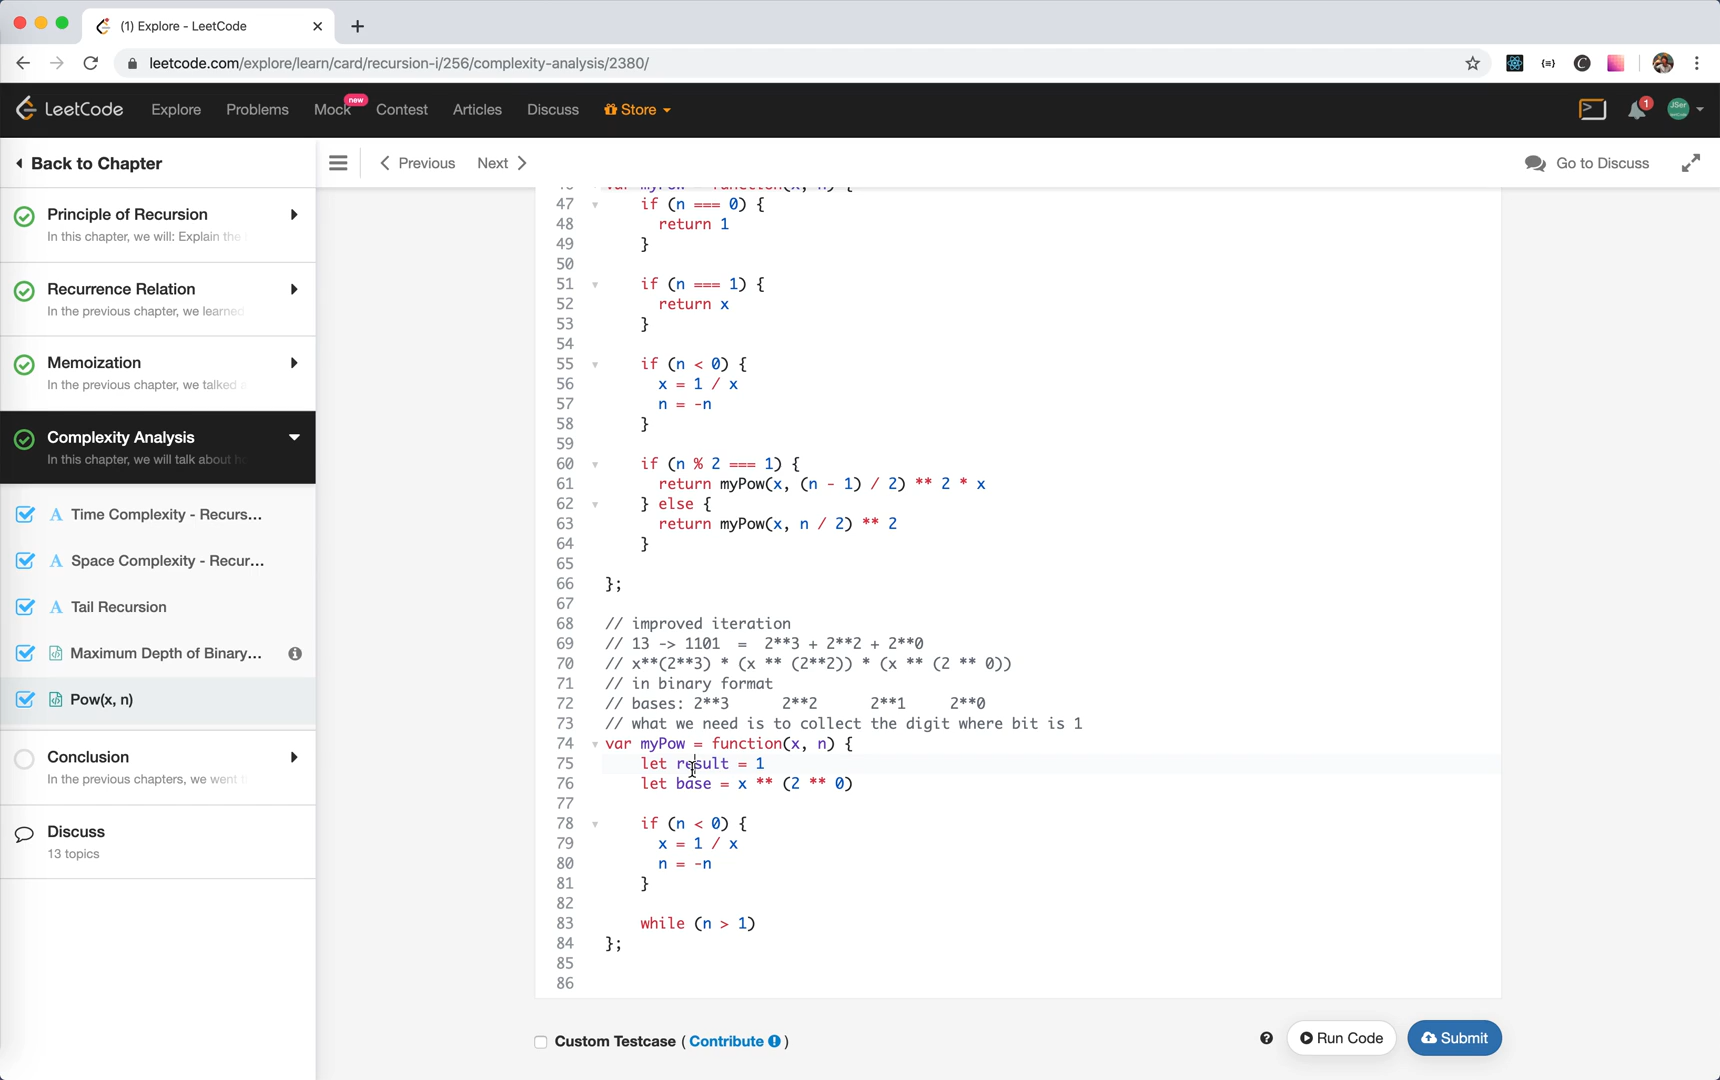 (1) Explore - LeetCode
leetcode.com/explore/learn/card/recursion-i/256/complexity-analysis/2380/
LeetCode Explore Problems Mock new Contest Articles Discuss Store 1 JSer
Back to Chapter
Previous Next Go to Discuss
Principle of Recursion
In this chapter, we will: Explain the
Recurrence Relation
In the previous chapter, we learned
Memoization
In the previous chapter, we talked a
Complexity Analysis
In this chapter, we will talk about ho
A Time Complexity - Recurs...
A Space Complexity - Recur...
A Tail Recursion
Maximum Depth of Binary...
Pow(x, n)
Conclusion
In the previous chapters, we went t
Discuss
13 topics
46 var myPow = function(x, n) {
47 if (n === 0) {
48 return 1
49 }
50
51 if (n === 1) {
52 return x
53 }
54
55 if (n < 0) {
56 x = 1 / x
57 n = -n
58 }
59
60 if (n % 2 === 1) {
61 return myPow(x, (n - 1) / 2) ** 2 * x
62 } else {
63 return myPow(x, n / 2) ** 2
64 }
65
66 };
67
68 // improved iteration
69 // 13 -> 1101 = 2**3 + 2**2 + 2**0
70 // x**(2**3) * (x ** (2**2)) * (x ** (2 ** 0))
71 // in binary format
72 // bases: 2**3 2**2 2**1 2**0
73 // what we need is to collect the digit where bit is 1
74 var myPow = function(x, n) {
75 let result = 1
76 let base = x ** (2 ** 0)
77
78 if (n < 0) {
79 x = 1 / x
80 n = -n
81 }
82
83 while (n > 1)
84 };
85
86
Custom Testcase ( Contribute )
Run Code Submit